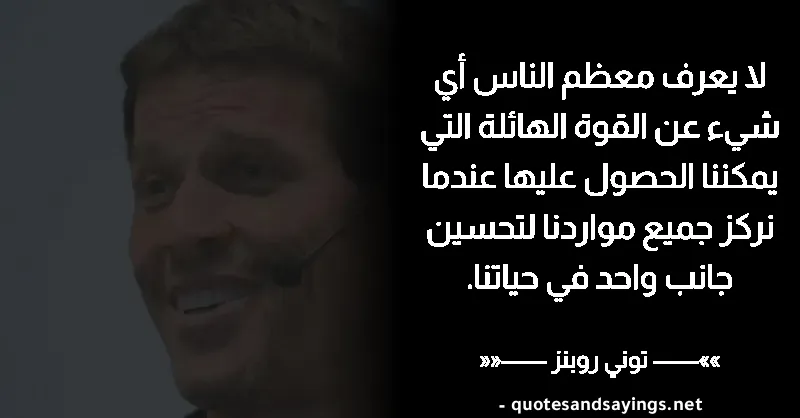 لا يعرف معظم الناس أي
شيء عن القوة الهائلة التي
يمكننا الحصول عليها عندما
نركز جميع مواردنا لتحسين
جانب واحد في حياتنا.
»»—— توني روبنز ——««
- quotesandsayings.net